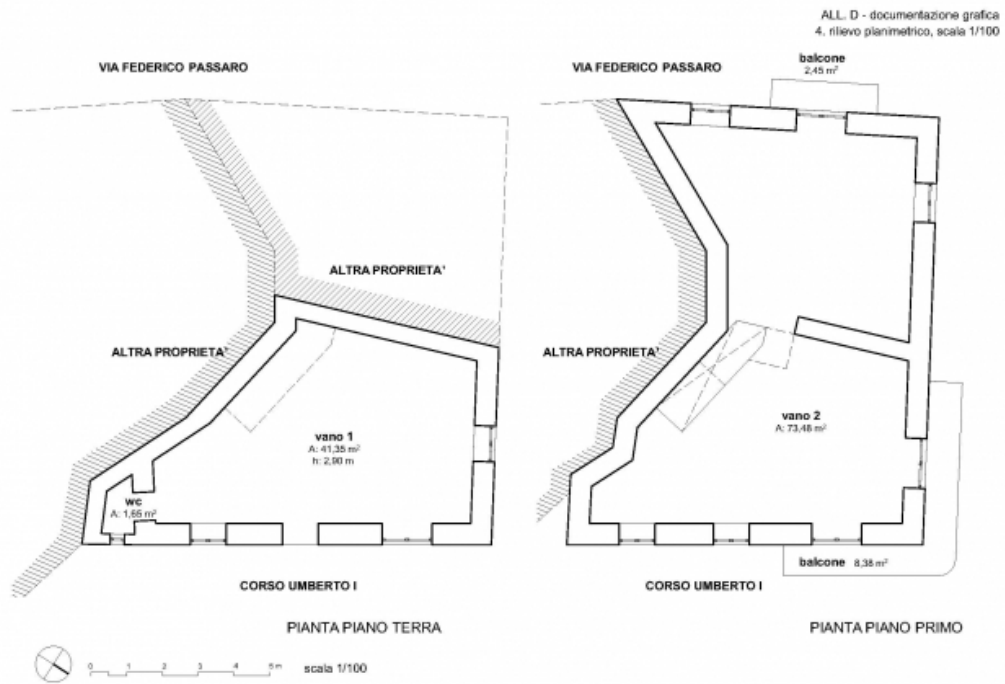 ALL. D - documentazione grafica
4. rilievo planimetrico, scala 1/100
VIA FEDERICO PASSARO
ALTRA PROPRIETA'
ALTRA PROPRIETA'
vano 1
A: 41,35 m²
h: 2,90 m
wc
A: 1,65 m²
CORSO UMBERTO I
PIANTA PIANO TERRA
VIA FEDERICO PASSARO
balcone
2,45 m²
ALTRA PROPRIETA'
vano 2
A: 73,48 m²
balcone 8,38 m²
CORSO UMBERTO I
PIANTA PIANO PRIMO
0 1 2 3 4 5 m
scala 1/100